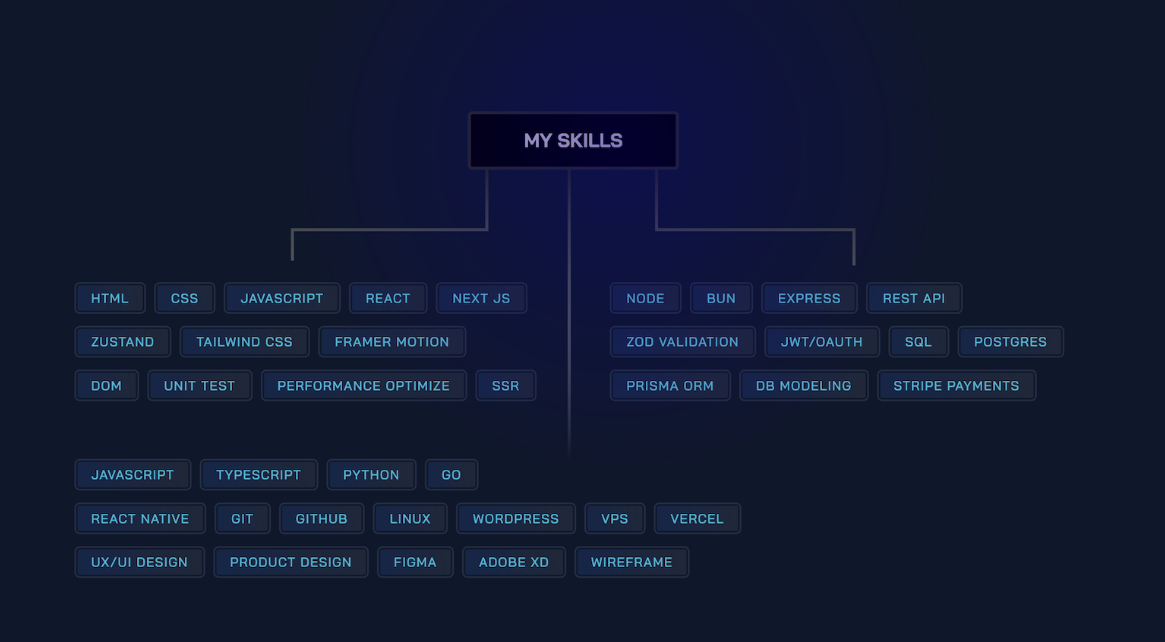 MY SKILLS
HTML CSS JAVASCRIPT REACT NEXT JS
ZUSTAND TAILWIND CSS FRAMER MOTION
DOM UNIT TEST PERFORMANCE OPTIMIZE SSR
NODE BUN EXPRESS REST API
ZOD VALIDATION JWT/OAUTH SQL POSTGRES
PRISMA ORM DB MODELING STRIPE PAYMENTS
JAVASCRIPT TYPESCRIPT PYTHON GO
REACT NATIVE GIT GITHUB LINUX WORDPRESS VPS VERCEL
UX/UI DESIGN PRODUCT DESIGN FIGMA ADOBE XD WIREFRAME